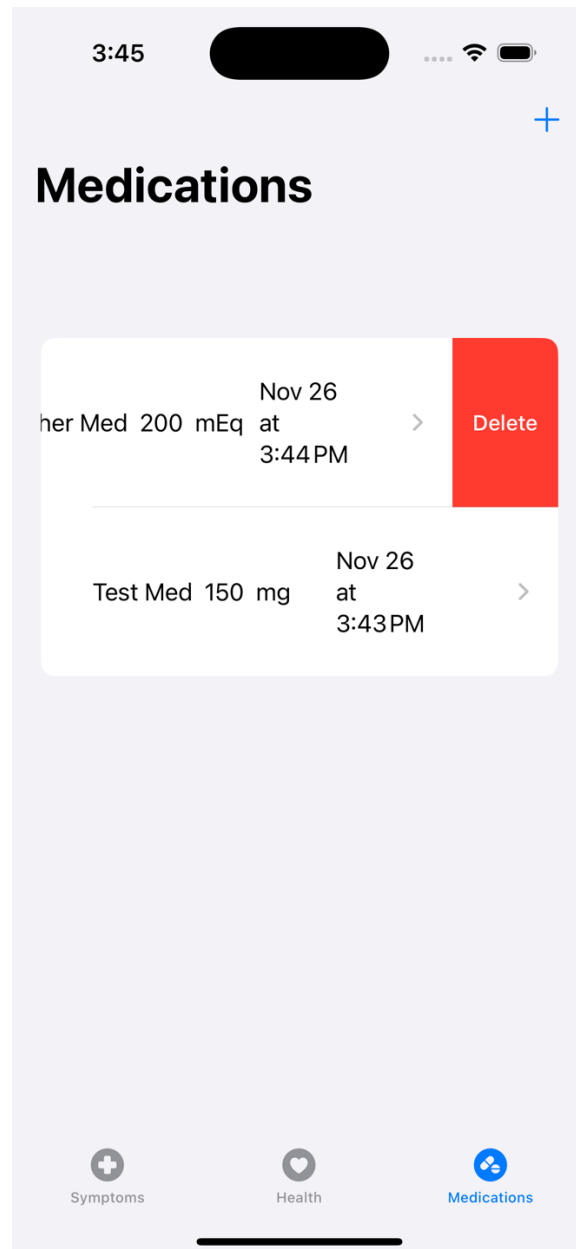 3:45
Medications
her Med 200 mEq
Nov 26
at
3:44 PM
Delete
Test Med 150 mg
Nov 26
at
3:43 PM
Symptoms
Health
Medications